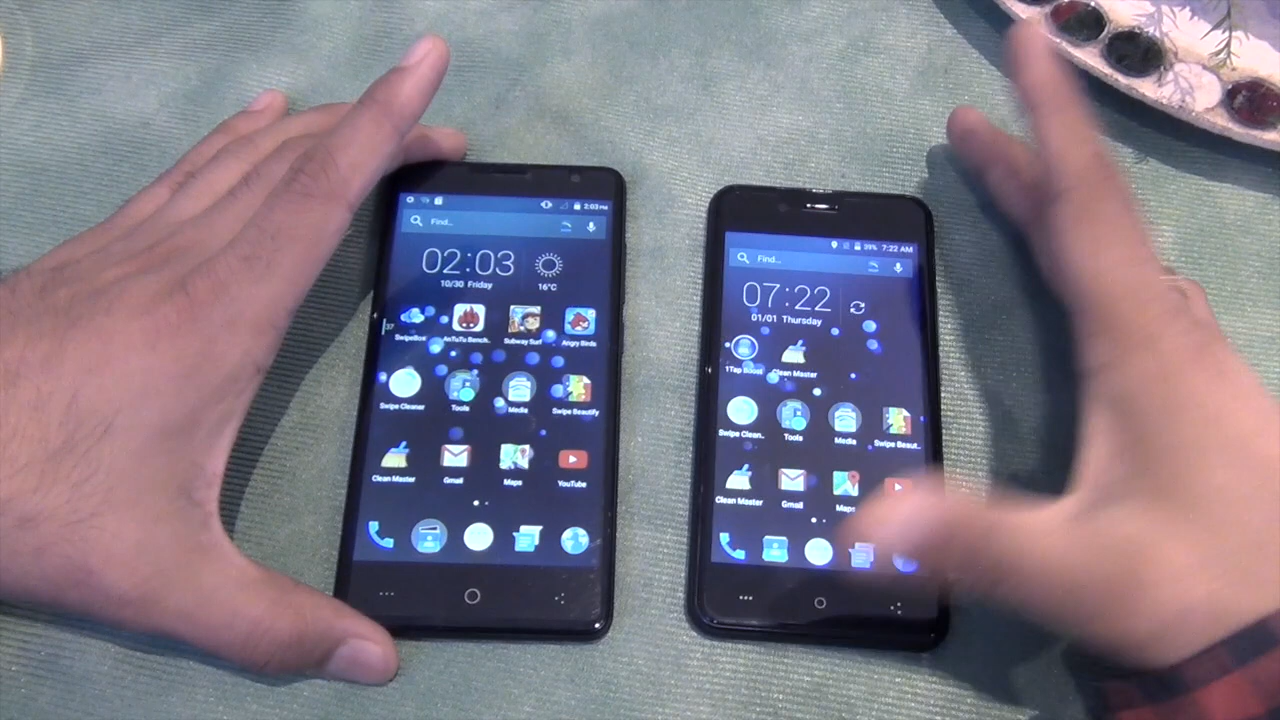 2:03 PM
Find...
02:03
10/30 Friday
16°C
37
SwipeBox
AnTuTu Bench.
Subway Surf
Angry Birds
Swipe Cleaner
Tools
Media
Swipe Beautify
Clean Master
Gmail
Maps
YouTube
39% 7:22 AM
Find...
07:22
01/01 Thursday
1Tap Boost
Clean Master
Swipe Clean..
Tools
Media
Swipe Beaut..
Clean Master
Gmail
Maps